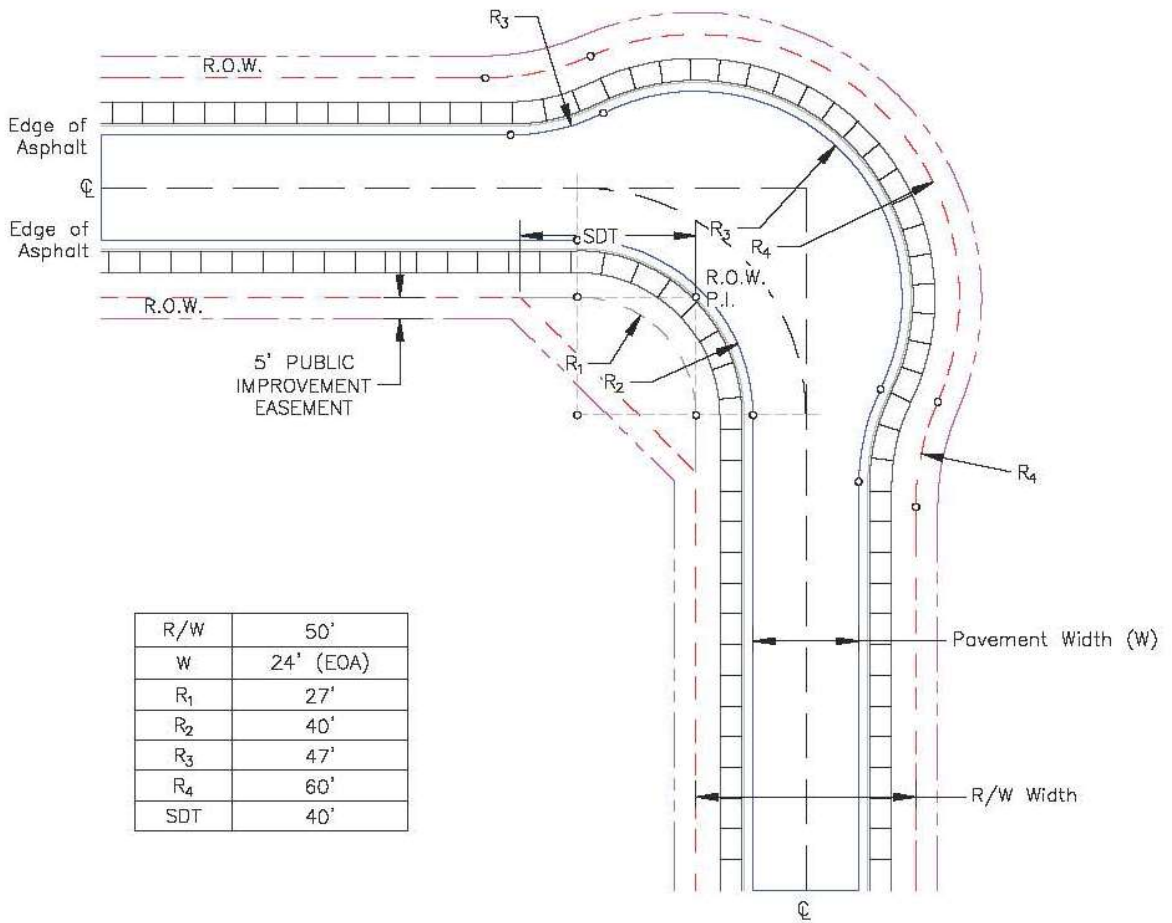 R₃
R.O.W.
Edge of
Asphalt
℄
Edge of
Asphalt
SDT
R₃
R₄
R.O.W.
P.I.
R.O.W.
R₁
R₂
5' PUBLIC
IMPROVEMENT
EASEMENT
R₄
R/W 50'
W 24' (EOA)
R₁ 27'
R₂ 40'
R₃ 47'
R₄ 60'
SDT 40'
Pavement Width (W)
R/W Width
℄